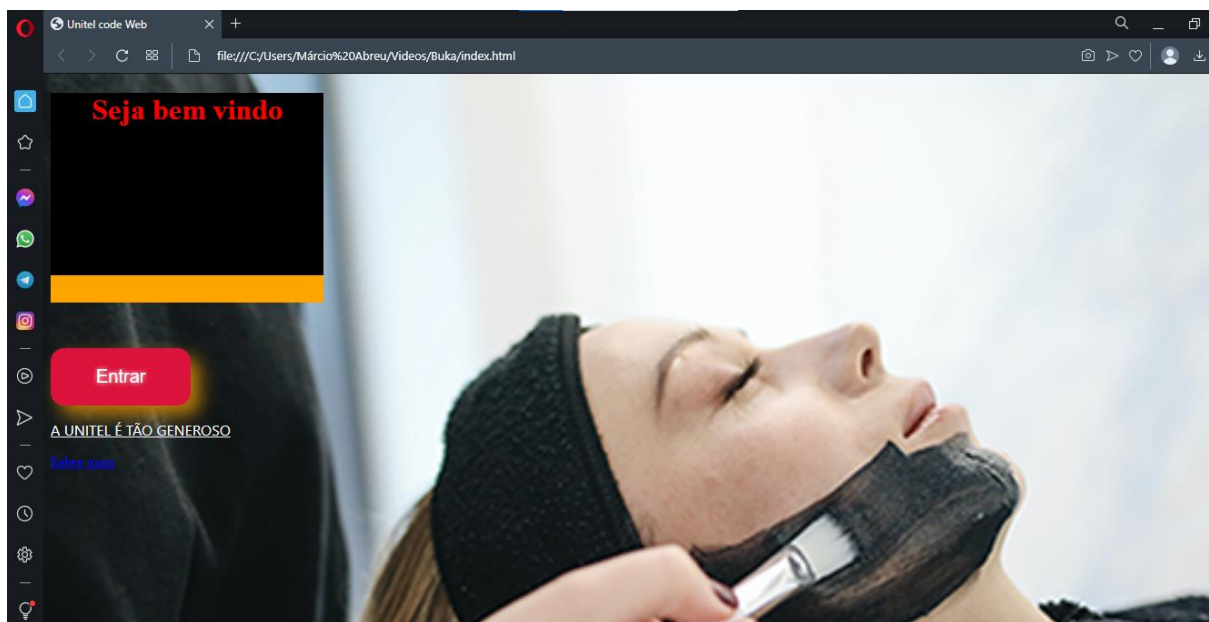 Unitel code Web
file:///C:/Users/Márcio%20Abreu/Videos/Buka/index.html
Seja bem vindo
Entrar
A UNITEL É TÃO GENEROSO
Saber mais